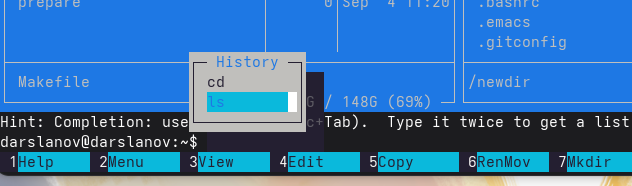 prepare 0 Sep 4 11:20 .bashrc
.emacs
.gitconfig
History
cd
ls
Makefile /newdir
G / 148G (69%)
Hint: Completion: use c+Tab). Type it twice to get a list
darslanov@darslanov:~$
1Help 2Menu 3View 4Edit 5Copy 6RenMov 7Mkdir